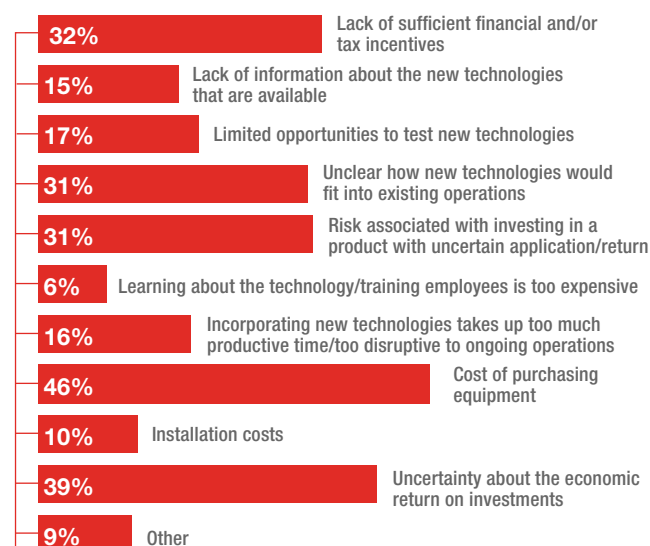 32%
Lack of sufficient financial and/or
tax incentives
15%
Lack of information about the new technologies
that are available
17%
Limited opportunities to test new technologies
31%
Unclear how new technologies would
fit into existing operations
31%
Risk associated with investing in a
product with uncertain application/return
6%
Learning about the technology/training employees is too expensive
16%
Incorporating new technologies takes up too much
productive time/too disruptive to ongoing operations
46%
Cost of purchasing
equipment
10%
Installation costs
39%
Uncertainty about the economic
return on investments
9%
Other